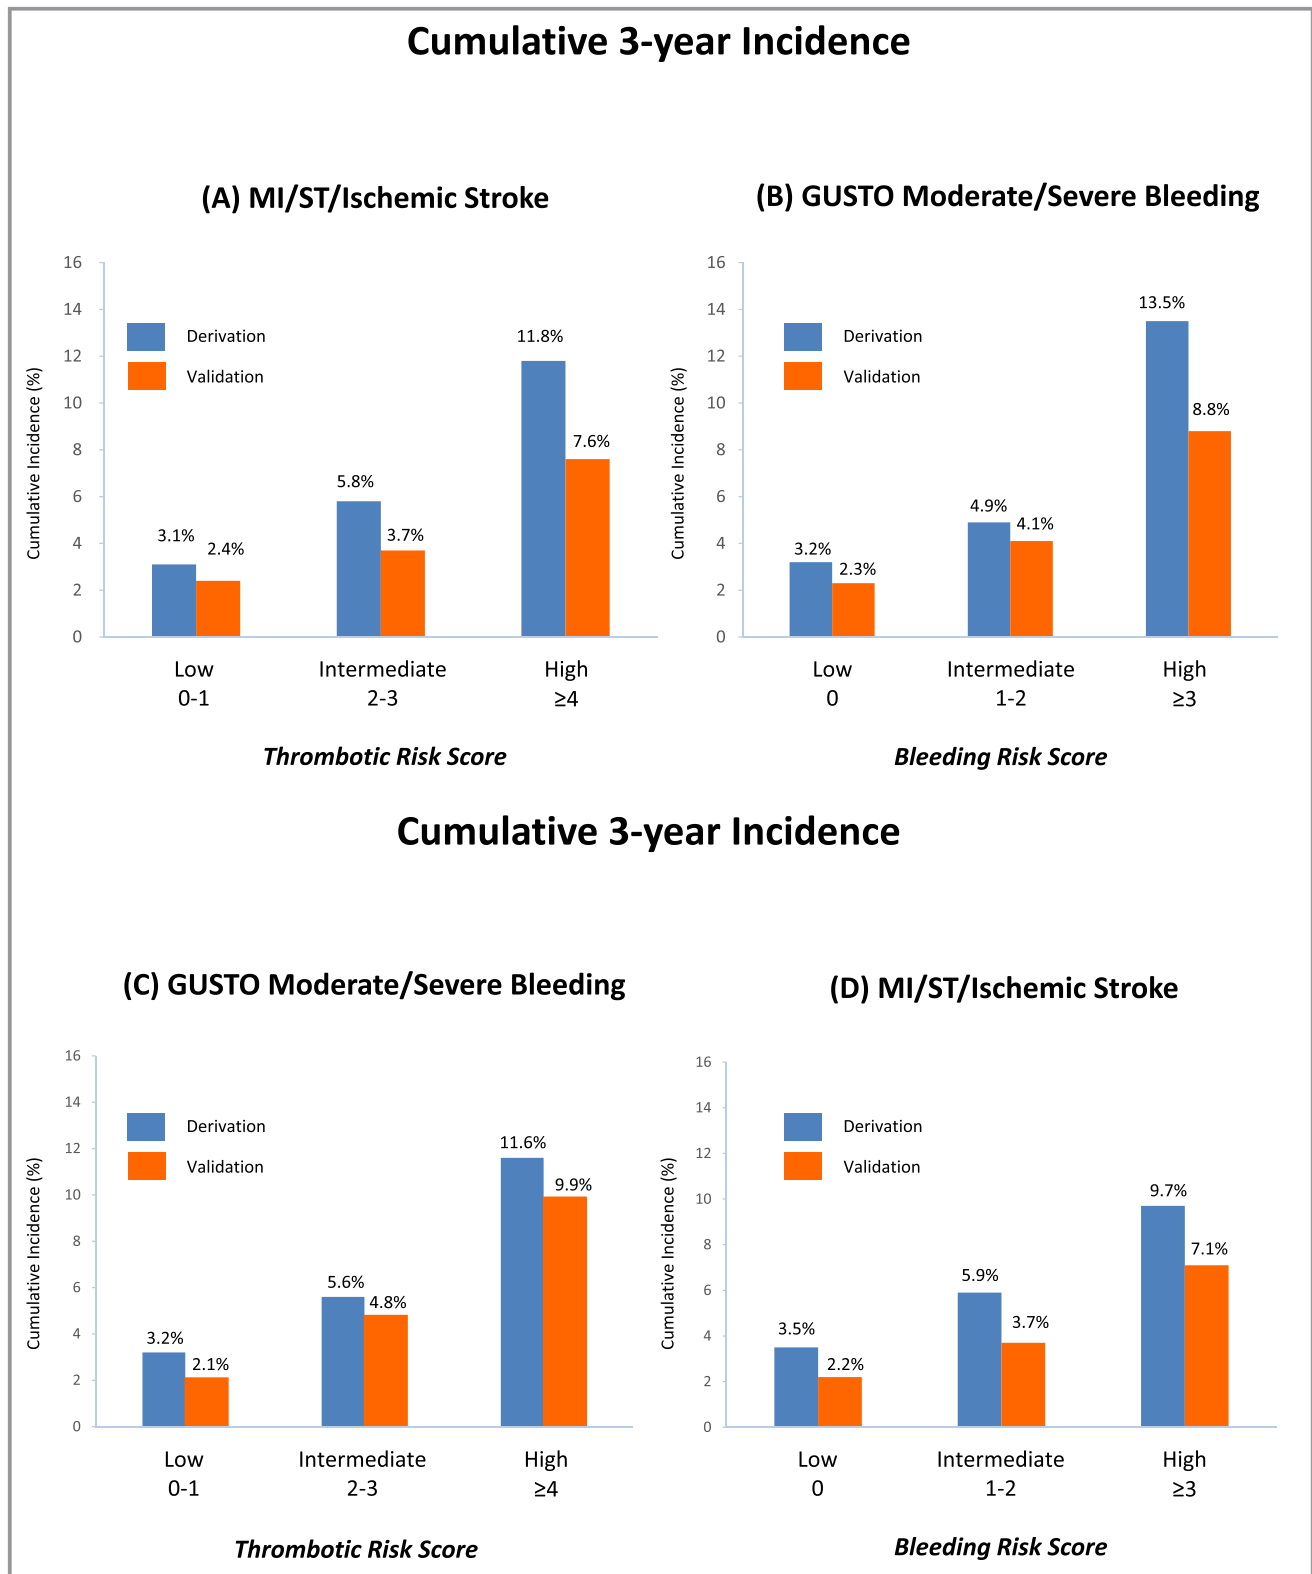 Cumulative 3-year Incidence
(A) MI/ST/Ischemic Stroke
16
14
12
10
8
6
4
2
0
Cumulative Incidence (%)
Derivation
Validation
3.1%
2.4%
5.8%
3.7%
11.8%
7.6%
Low
0-1
Intermediate
2-3
High
≥4
Thrombotic Risk Score
(B) GUSTO Moderate/Severe Bleeding
16
14
12
10
8
6
4
2
0
Cumulative Incidence (%)
Derivation
Validation
3.2%
2.3%
4.9%
4.1%
13.5%
8.8%
Low
0
Intermediate
1-2
High
≥3
Bleeding Risk Score
Cumulative 3-year Incidence
(C) GUSTO Moderate/Severe Bleeding
16
14
12
10
8
6
4
2
0
Cumulative Incidence (%)
Derivation
Validation
3.2%
2.1%
5.6%
4.8%
11.6%
9.9%
Low
0-1
Intermediate
2-3
High
≥4
Thrombotic Risk Score
(D) MI/ST/Ischemic Stroke
16
14
12
10
8
6
4
2
0
Cumulative Incidence (%)
Derivation
Validation
3.5%
2.2%
5.9%
3.7%
9.7%
7.1%
Low
0
Intermediate
1-2
High
≥3
Bleeding Risk Score